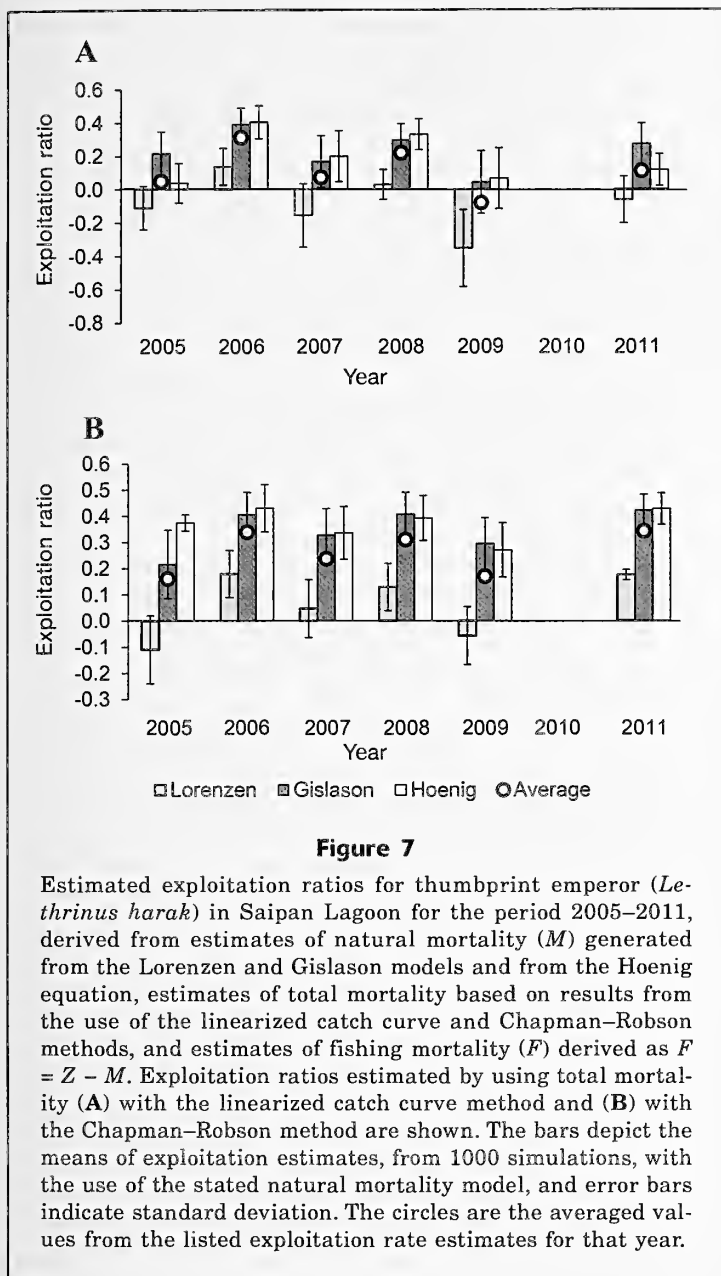 A
0.6
0.4
0.2
0.0
-0.2
-0.4
-0.6
-0.8
Exploitation ratio
2005 2006 2007 2008 2009 2010 2011
Year
B
0.6
0.5
0.4
0.3
0.2
0.1
0.0
-0.1
-0.2
-0.3
Exploitation ratio
2005 2006 2007 2008 2009 2010 2011
Year
Lorenzen Gislason Hoenig Average
Figure 7
Estimated exploitation ratios for thumbprint emperor (Le-
thrinus harak) in Saipan Lagoon for the period 2005–2011,
derived from estimates of natural mortality (M) generated
from the Lorenzen and Gislason models and from the Hoenig
equation, estimates of total mortality based on results from
the use of the linearized catch curve and Chapman–Robson
methods, and estimates of fishing mortality (F) derived as F
= Z – M. Exploitation ratios estimated by using total mortal-
ity (A) with the linearized catch curve method and (B) with
the Chapman–Robson method are shown. The bars depict the
means of exploitation estimates, from 1000 simulations, with
the use of the stated natural mortality model, and error bars
indicate standard deviation. The circles are the averaged val-
ues from the listed exploitation rate estimates for that year.